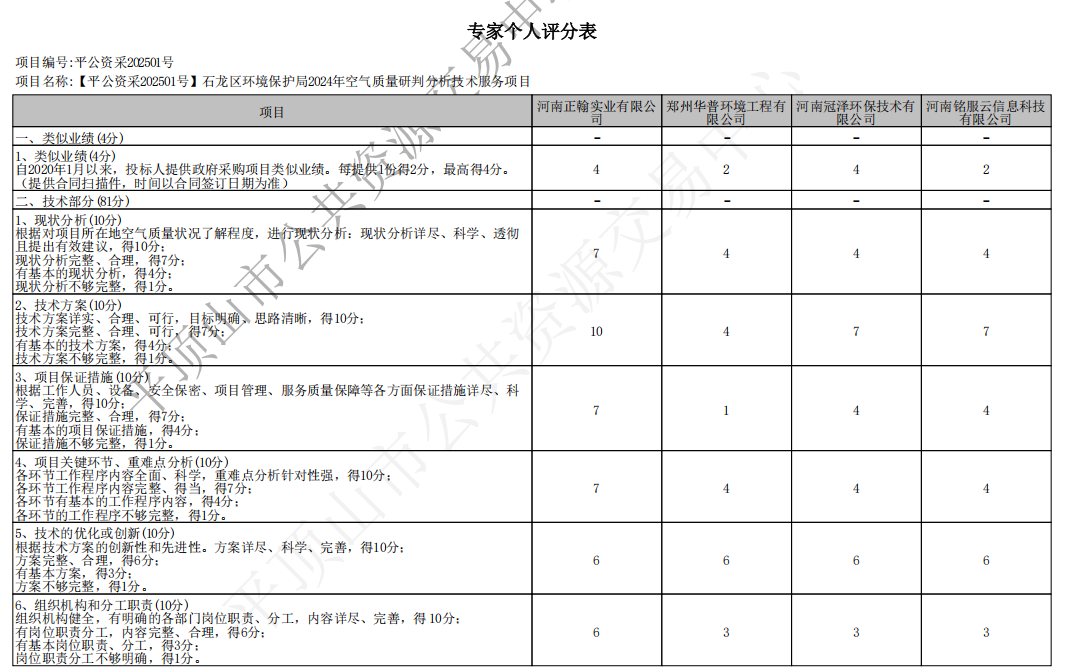 专家个人评分表
项目编号:平公资采202501号
项目名称:【平公资采202501号】石龙区环境保护局2024年空气质量研判分析技术服务项目
项目 河南正翰实业有限公司 郑州华普环境工程有限公司 河南冠泽环保技术有限公司 河南铭服云信息科技有限公司
一、类似业绩(4分) - - - -
1、类似业绩(4分)
自2020年1月以来，投标人提供政府采购项目类似业绩。每提供1份得2分，最高得4分。
（提供合同扫描件，时间以合同签订日期为准）
4 2 4 2
二、技术部分(81分) - - - -
1、现状分析(10分)
根据对项目所在地空气质量状况了解程度，进行现状分析：现状分析详尽、科学、透彻
且提出有效建议，得10分；
现状分析完整、合理，得7分；
有基本的现状分析，得4分；
现状分析不够完整，得1分。
7 4 4 4
2、技术方案(10分)
技术方案详实、合理、可行，目标明确、思路清晰，得10分；
技术方案完整、合理、可行，得7分；
有基本的技术方案，得4分；
技术方案不够完整，得1分。
10 4 7 7
3、项目保证措施(10分)
根据工作人员、设备、安全保密、项目管理、服务质量保障等各方面保证措施详尽、科
学、完善，得10分；
保证措施完整、合理，得7分；
有基本的项目保证措施，得4分；
保证措施不够完整，得1分。
7 1 4 4
4、项目关键环节、重难点分析(10分)
各环节工作程序内容全面、科学，重难点分析针对性强，得10分；
各环节工作程序内容完整、得当，得7分；
各环节有基本的工作程序内容，得4分；
各环节的工作程序不够完整，得1分。
7 4 4 4
5、技术的优化或创新(10分)
根据技术方案的创新性和先进性。方案详尽、科学、完善，得10分；
方案完整、合理，得6分；
有基本方案，得3分；
方案不够完整，得1分。
6 6 6 6
6、组织机构和分工职责(10分)
组织机构健全，有明确的各部门岗位职责、分工，内容详尽、完善，得 10分；
有岗位职责分工，内容完整、合理，得6分；
有基本岗位职责、分工，得3分；
岗位职责分工不够明确，得1分。
6 3 3 3
平顶山市公共资源交易中
平顶山市公共资源交易中心